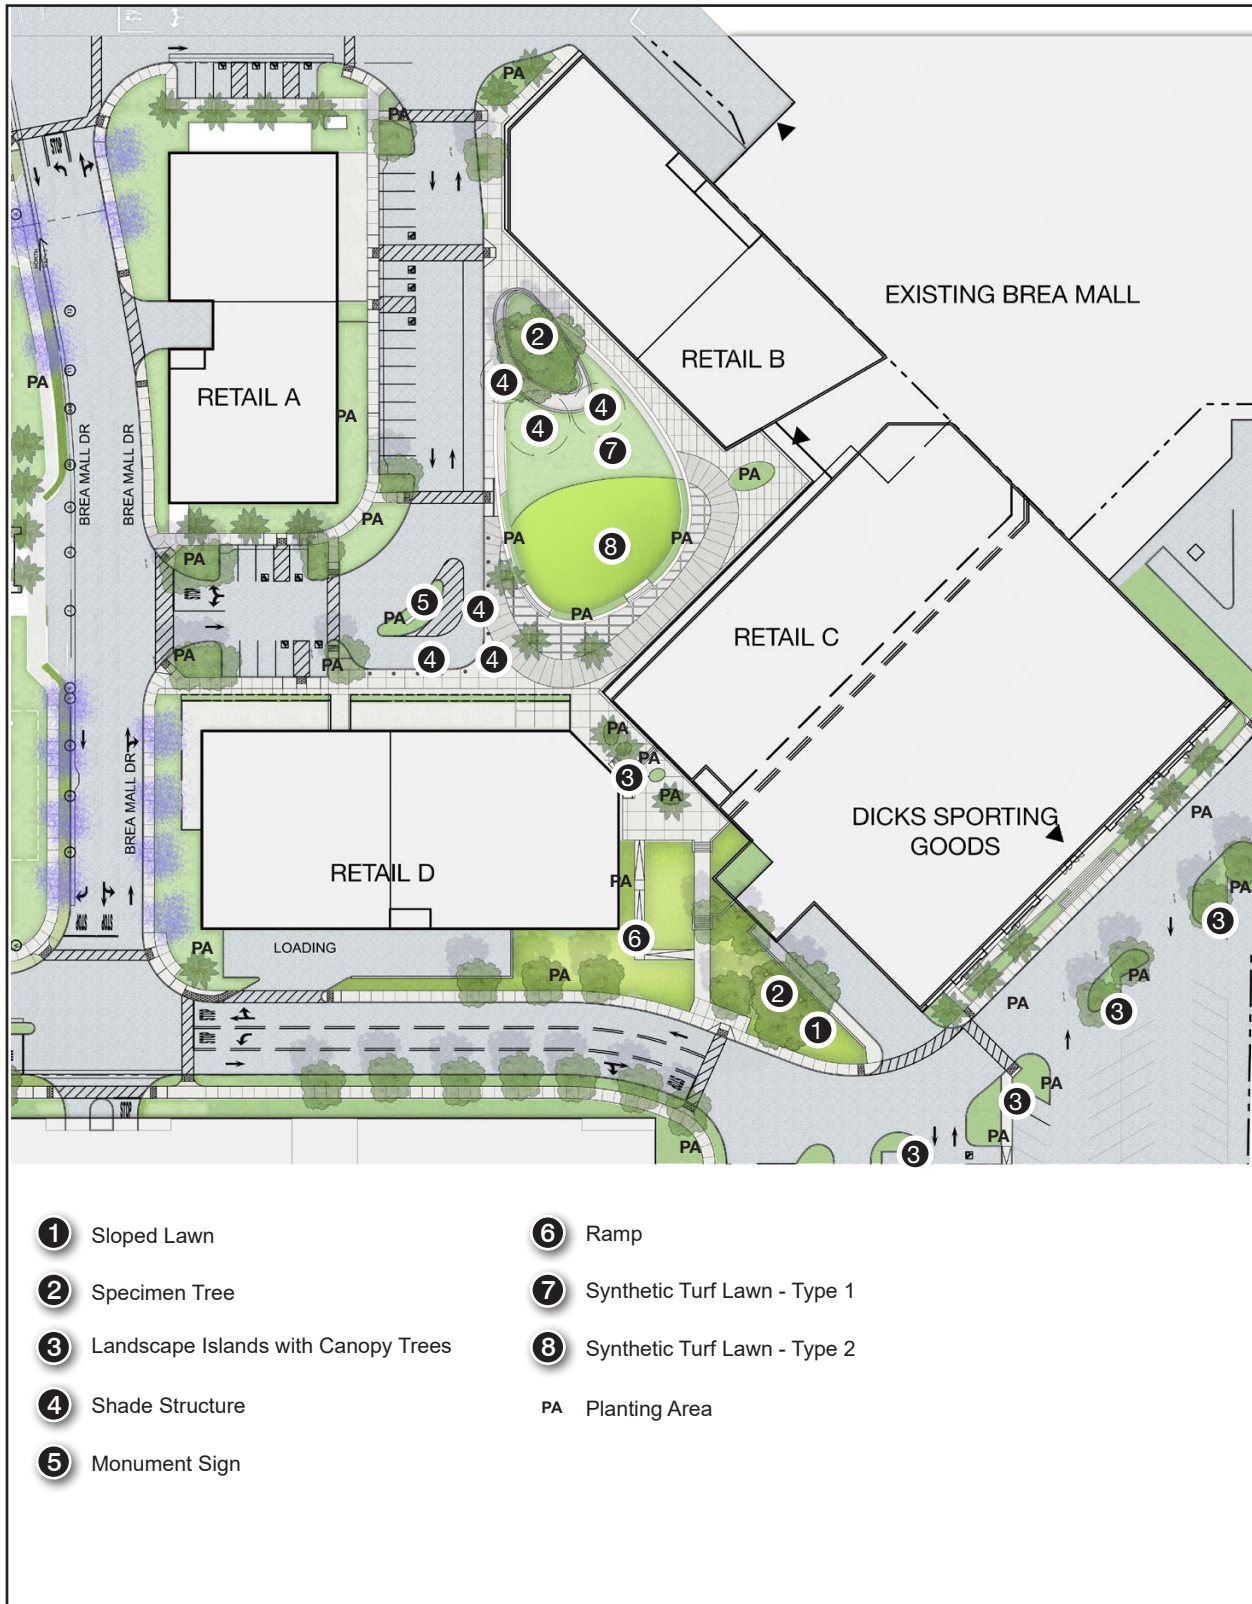 PA
PA
STOP
EXISTING BREA MALL
RETAIL B
2
4
4
4
7
RETAIL A
PA
PA
BREA MALL DR
BREA MALL DR
PA
PA
PA
PA
PA
8
PA
PA
5
PA
4
4
4
RETAIL C
PA
PA
PA
PA
3
PA
BREA MALL DR
DICKS SPORTING
GOODS
PA
RETAIL D
PA
PA
3
STOP
STOP
6
LOADING
PA
PA
PA
2
1
PA
3
PA
3
PA
3
STOP
PA
1 Sloped Lawn
2 Specimen Tree
3 Landscape Islands with Canopy Trees
4 Shade Structure
5 Monument Sign
6 Ramp
7 Synthetic Turf Lawn - Type 1
8 Synthetic Turf Lawn - Type 2
PA Planting Area